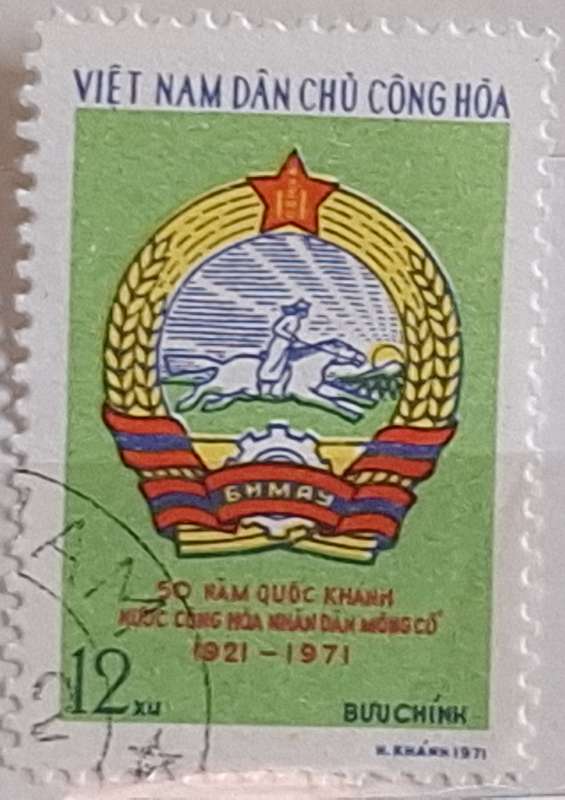 VIỆT NAM DÂN CHỦ CỘNG HÒA
БНМАУ
50 NĂM QUỐC KHÁNH
NƯỚC CỘNG HÒA NHÂN DÂN MÔNG CỔ
1921 - 1971
12 XU
BƯU CHÍNH
H. KHÁNH 1971